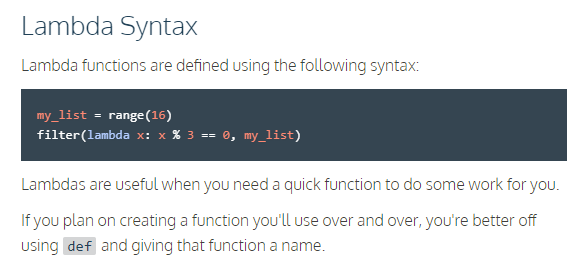 Lambda Syntax
Lambda functions are defined using the following syntax:
my_list = range(16)
filter(lambda x: x % 3 == 0, my_list)
Lambdas are useful when you need a quick function to do some work for you.
If you plan on creating a function you'll use over and over, you're better off
using def and giving that function a name.